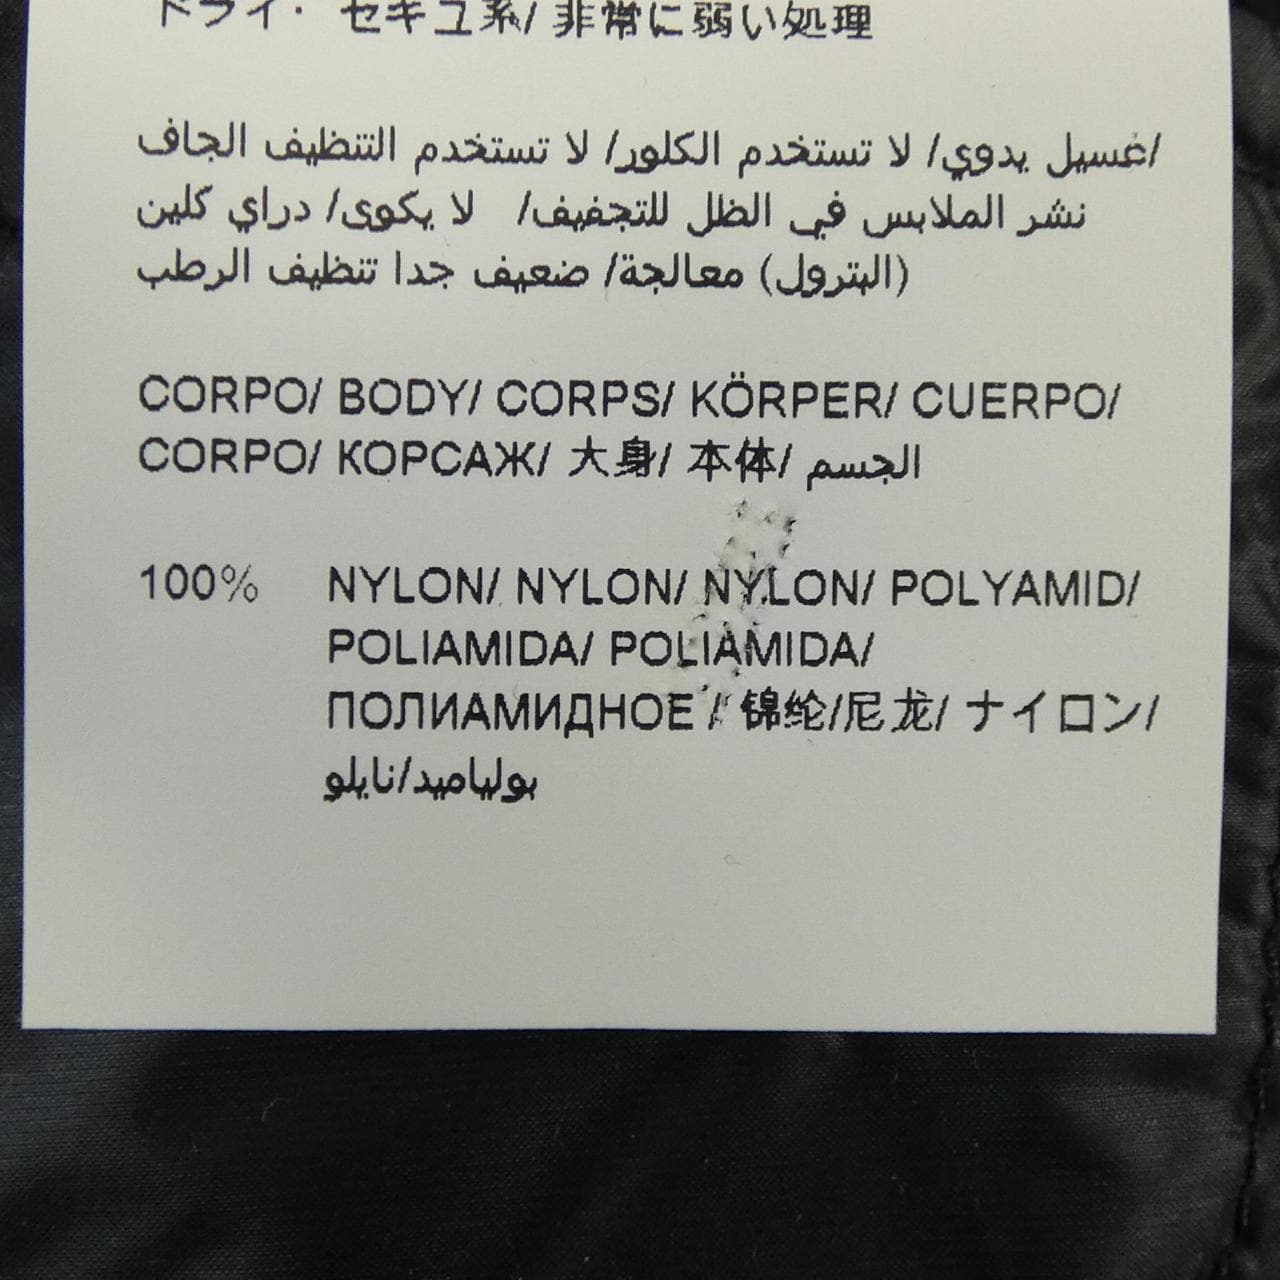 ドライ・ セキユ系/ 非常に弱い処理
غسيل يدوي/ لا تستخدم الكلور/ لا تستخدم التنظيف الجاف/
نشر الملابس في الظل للتجفيف/ لا يكوى/ دراي كلين
(البترول) معالجة/ ضعيف جدا تنظيف الرطب
CORPO/ BODY/ CORPS/ KÖRPER/ CUERPO/
CORPO/ КОРСАЖ/ 大身/ 本体/ الجسم
100% NYLON/ NYLON/ NYLON/ POLYAMID/
POLIAMIDA/ POLIAMIDA/
ПОЛИАМИДНОЕ / 锦纶/尼龙/ ナイロン/
بولياميد/نايلو